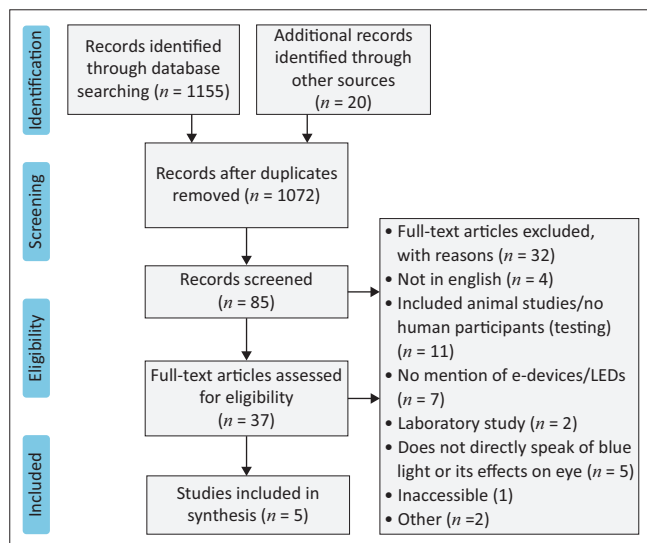 Identification
Records identified
through database
searching (n = 1155)
Additional records
identified through
other sources
(n = 20)
Screening
Records after duplicates
removed (n = 1072)
Records screened
(n = 85)
Eligibility
Full-text articles assessed
for eligibility
(n = 37)
Included
Studies included in
synthesis (n = 5)
• Full-text articles excluded,
with reasons (n = 32)
• Not in english (n = 4)
• Included animal studies/no
human participants (testing)
(n = 11)
• No mention of e-devices/LEDs
(n = 7)
• Laboratory study (n = 2)
• Does not directly speak of blue
light or its effects on eye (n = 5)
• Inaccessible (1)
• Other (n =2)